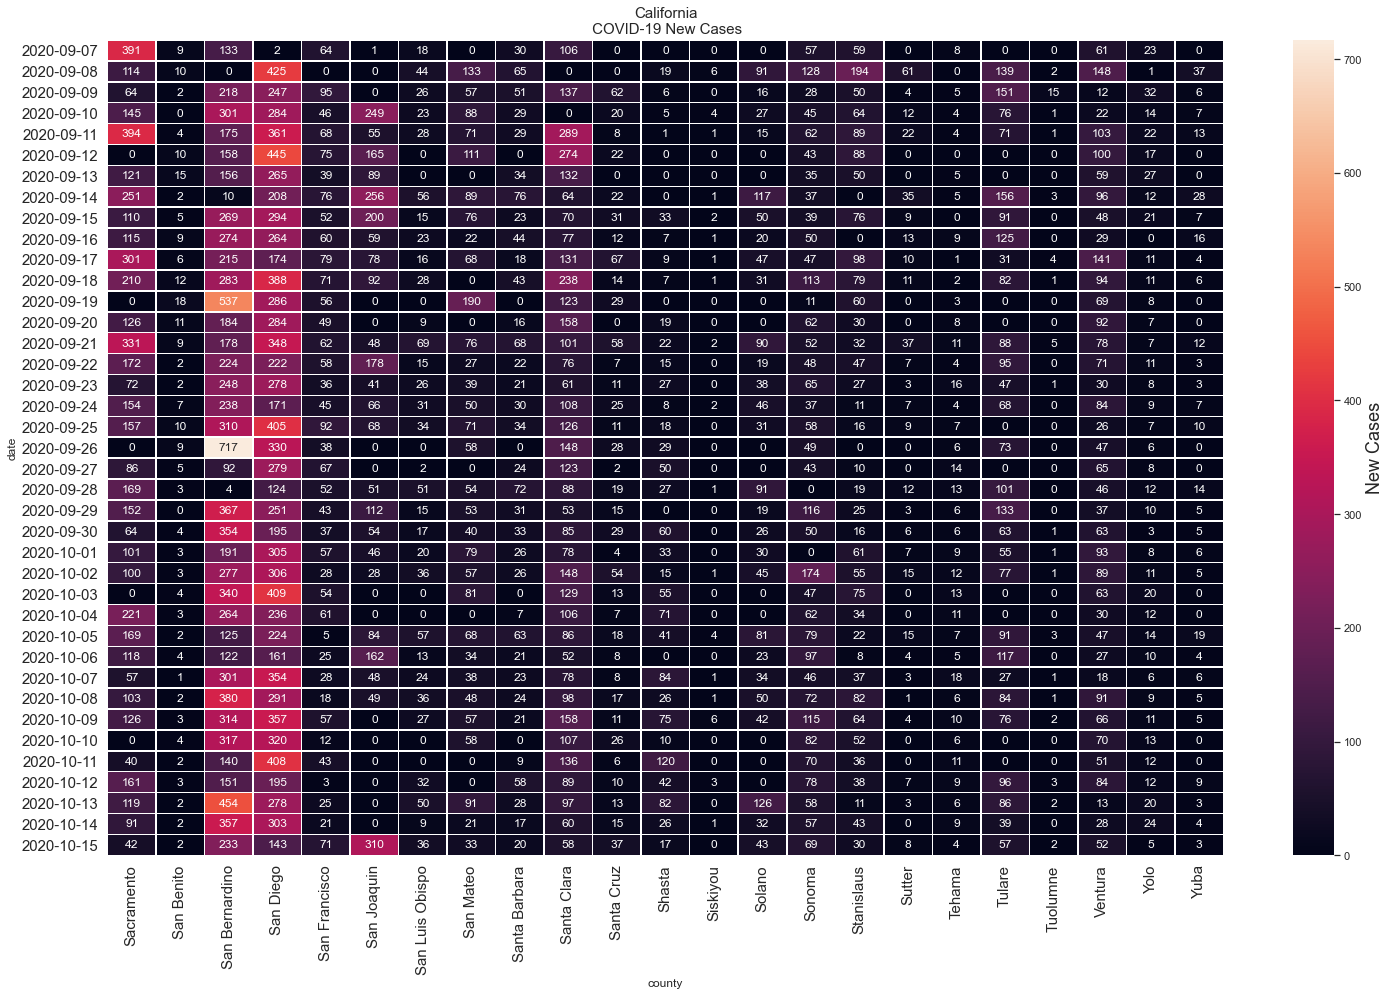 California
COVID-19 New Cases
2020-09-07 391 9 133 2 64 1 18 0 30 106 0 0 0 0 57 59 0 8 0 0 61 23 0
2020-09-08 114 10 0 425 0 0 44 133 65 0 0 19 6 91 128 194 61 0 139 2 148 1 37
2020-09-09 64 2 218 247 95 0 26 57 51 137 62 6 0 16 28 50 4 5 151 15 12 32 6
2020-09-10 145 0 301 284 46 249 23 88 29 0 20 5 4 27 45 64 12 4 76 1 22 14 7
2020-09-11 394 4 175 361 68 55 28 71 29 289 8 1 1 15 62 89 22 4 71 1 103 22 13
2020-09-12 0 10 158 445 75 165 0 111 0 274 22 0 0 0 43 88 0 0 0 0 100 17 0
2020-09-13 121 15 156 265 39 89 0 0 34 132 0 0 0 0 35 50 0 5 0 0 59 27 0
2020-09-14 251 2 10 208 76 256 56 89 76 64 22 0 1 117 37 0 35 5 156 3 96 12 28
2020-09-15 110 5 269 294 52 200 15 76 23 70 31 33 2 50 39 76 9 0 91 0 48 21 7
2020-09-16 115 9 274 264 60 59 23 22 44 77 12 7 1 20 50 0 13 9 125 0 29 0 16
2020-09-17 301 6 215 174 79 78 16 68 18 131 67 9 1 47 47 98 10 1 31 4 141 11 4
2020-09-18 210 12 283 388 71 92 28 0 43 238 14 7 1 31 113 79 11 2 82 1 94 11 6
2020-09-19 0 18 537 286 56 0 0 190 0 123 29 0 0 0 11 60 0 3 0 0 69 8 0
2020-09-20 126 11 184 284 49 0 9 0 16 158 0 19 0 0 62 30 0 8 0 0 92 7 0
2020-09-21 331 9 178 348 62 48 69 76 68 101 58 22 2 90 52 32 37 11 88 5 78 7 12
2020-09-22 172 2 224 222 58 178 15 27 22 76 7 15 0 19 48 47 7 4 95 0 71 11 3
2020-09-23 72 2 248 278 36 41 26 39 21 61 11 27 0 38 65 27 3 16 47 1 30 8 3
2020-09-24 154 7 238 171 45 66 31 50 30 108 25 8 2 46 37 11 7 4 68 0 84 9 7
2020-09-25 157 10 310 405 92 68 34 71 34 126 11 18 0 31 58 16 9 7 0 0 26 7 10
2020-09-26 0 9 717 330 38 0 0 58 0 148 28 29 0 0 49 0 0 6 73 0 47 6 0
2020-09-27 86 5 92 279 67 0 2 0 24 123 2 50 0 0 43 10 0 14 0 0 65 8 0
2020-09-28 169 3 4 124 52 51 51 54 72 88 19 27 1 91 0 19 12 13 101 0 46 12 14
2020-09-29 152 0 367 251 43 112 15 53 31 53 15 0 0 19 116 25 3 6 133 0 37 10 5
2020-09-30 64 4 354 195 37 54 17 40 33 85 29 60 0 26 50 16 6 6 63 1 63 3 5
2020-10-01 101 3 191 305 57 46 20 79 26 78 4 33 0 30 0 61 7 9 55 1 93 8 6
2020-10-02 100 3 277 306 28 28 36 57 26 148 54 15 1 45 174 55 15 12 77 1 89 11 5
2020-10-03 0 4 340 409 54 0 0 81 0 129 13 55 0 0 47 75 0 13 0 0 63 20 0
2020-10-04 221 3 264 236 61 0 0 0 7 106 7 71 0 0 62 34 0 11 0 0 30 12 0
2020-10-05 169 2 125 224 5 84 57 68 63 86 18 41 4 81 79 22 15 7 91 3 47 14 19
2020-10-06 118 4 122 161 25 162 13 34 21 52 8 0 0 23 97 8 4 5 117 0 27 10 4
2020-10-07 57 1 301 354 28 48 24 38 23 78 8 84 1 34 46 37 3 18 27 1 18 6 6
2020-10-08 103 2 380 291 18 49 36 48 24 98 17 26 1 50 72 82 1 6 84 1 91 9 5
2020-10-09 126 3 314 357 57 0 27 57 21 158 11 75 6 42 115 64 4 10 76 2 66 11 5
2020-10-10 0 4 317 320 12 0 0 58 0 107 26 10 0 0 82 52 0 6 0 0 70 13 0
2020-10-11 40 2 140 408 43 0 0 0 9 136 6 120 0 0 70 36 0 11 0 0 51 12 0
2020-10-12 161 3 151 195 3 0 32 0 58 89 10 42 3 0 78 38 7 9 96 3 84 12 9
2020-10-13 119 2 454 278 25 0 50 91 28 97 13 82 0 126 58 11 3 6 86 2 13 20 3
2020-10-14 91 2 357 303 21 0 9 21 17 60 15 26 1 32 57 43 0 9 39 0 28 24 4
2020-10-15 42 2 233 143 71 310 36 33 20 58 37 17 0 43 69 30 8 4 57 2 52 5 3
date
Sacramento San Benito San Bernardino San Diego San Francisco San Joaquin San Luis Obispo San Mateo Santa Barbara Santa Clara Santa Cruz Shasta Siskiyou Solano Sonoma Stanislaus Sutter Tehama Tulare Tuolumne Ventura Yolo Yuba
county
700
600
500
400
300
200
100
0
New Cases